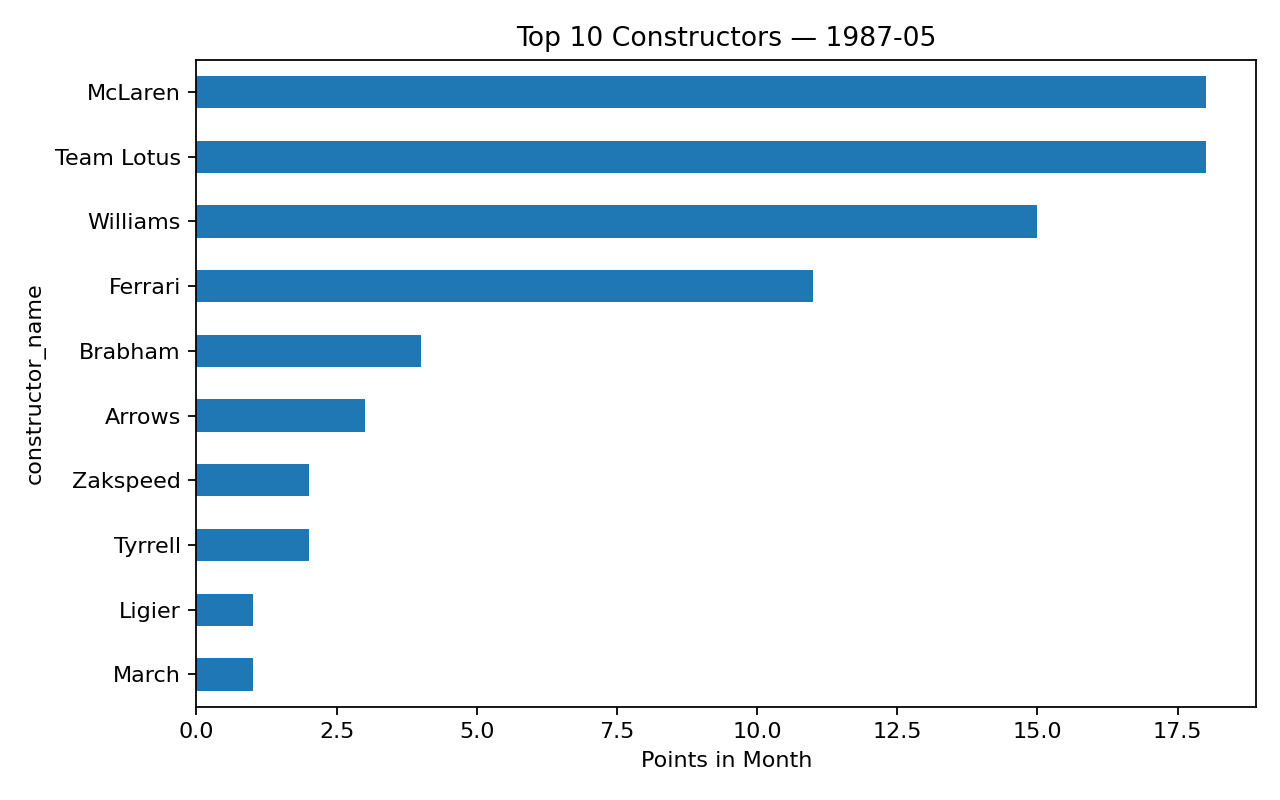 Top 10 Constructors — 1987-05
McLaren
Team Lotus
Williams
Ferrari
Brabham
Arrows
Zakspeed
Tyrrell
Ligier
March
constructor_name
0.0 2.5 5.0 7.5 10.0 12.5 15.0 17.5
Points in Month